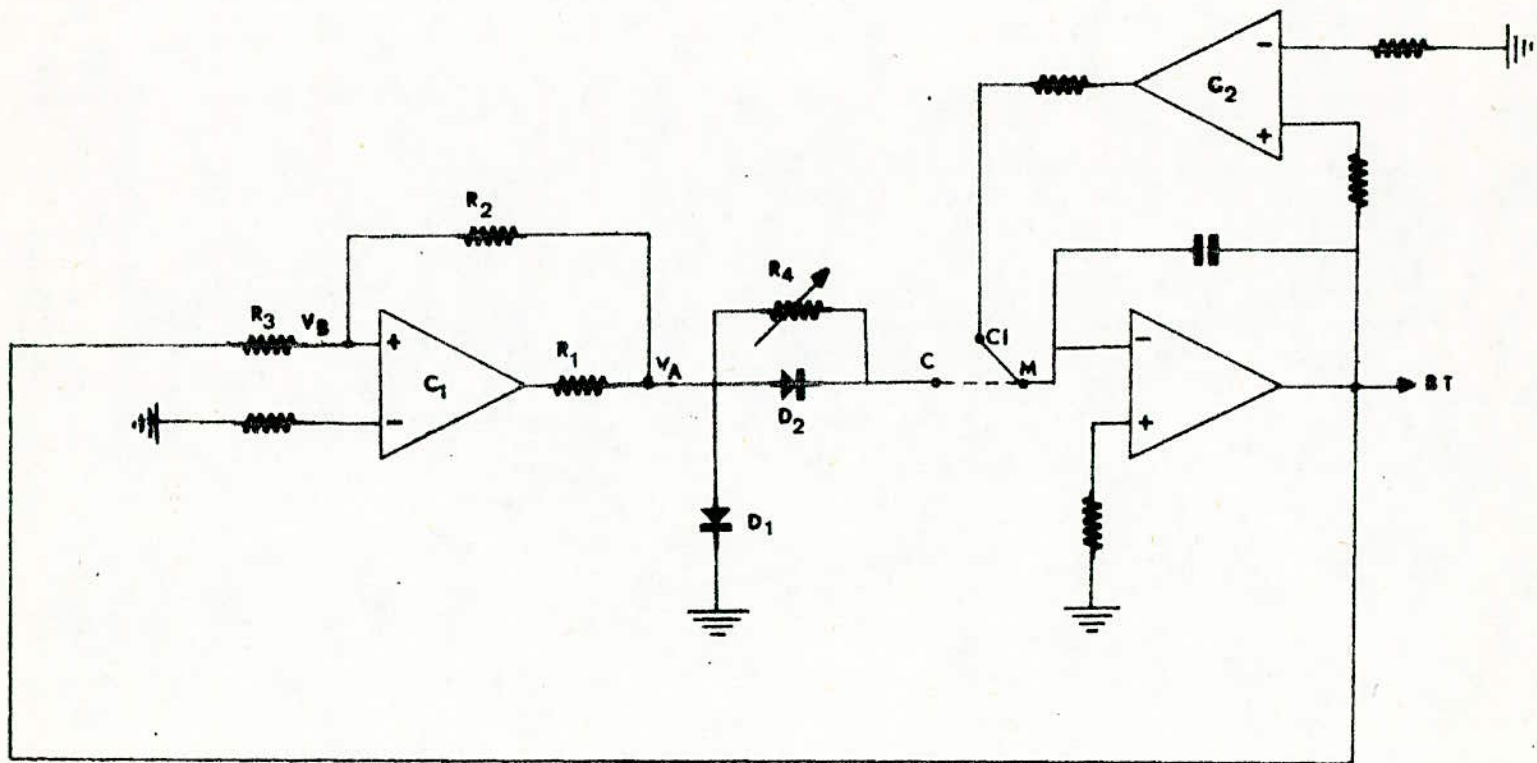 -
C2
+
R2
R4
R3
VB
+
C1
-
R1
VA
D2
C
CI
M
-
+
BT
D1